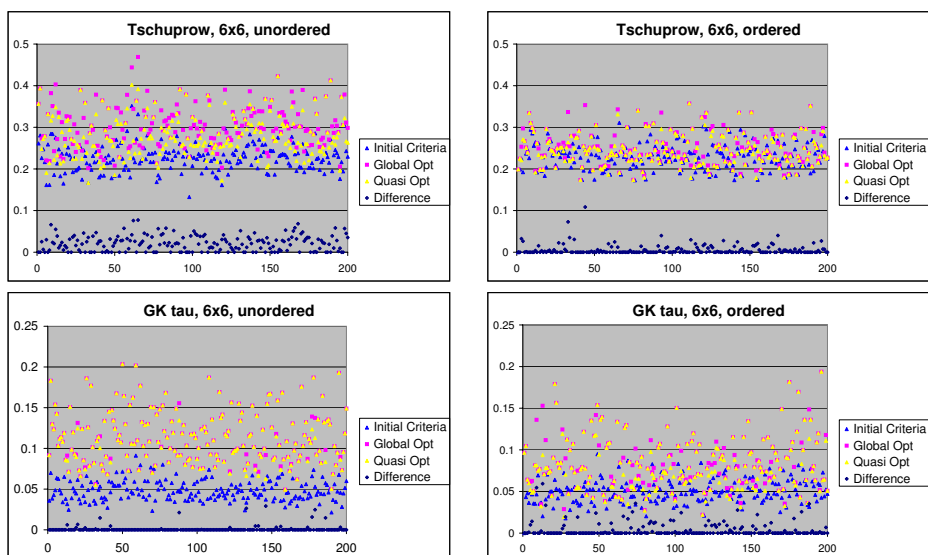 Tschuprow, 6x6, unordered
0.5
0.4
0.3
0.2
0.1
0
0 50 100 150 200
Initial Criteria
Global Opt
Quasi Opt
Difference
Tschuprow, 6x6, ordered
0.5
0.4
0.3
0.2
0.1
0
0 50 100 150 200
Initial Criteria
Global Opt
Quasi Opt
Difference
GK tau, 6x6, unordered
0.25
0.2
0.15
0.1
0.05
0
0 50 100 150 200
Initial Criteria
Global Opt
Quasi Opt
Difference
GK tau, 6x6, ordered
0.25
0.2
0.15
0.1
0.05
0
0 50 100 150 200
Initial Criteria
Global Opt
Quasi Opt
Difference